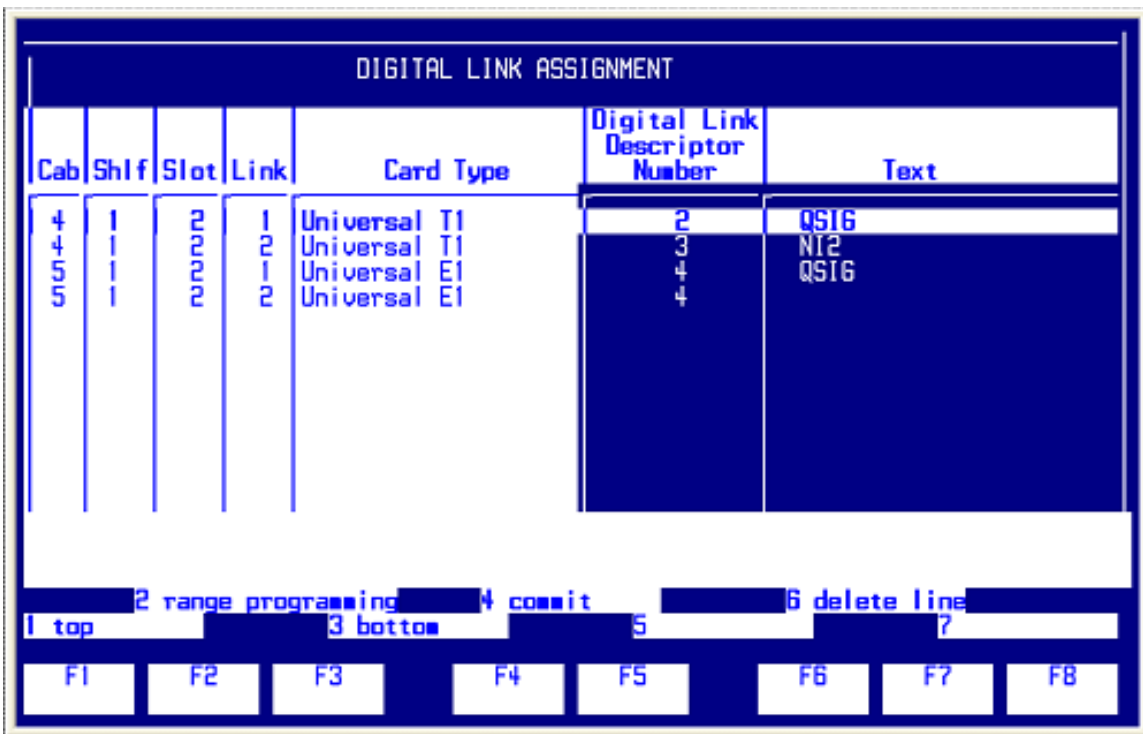 DIGITAL LINK ASSIGNMENT
Digital Link
Descriptor
Cab Shlf Slot Link Card Type Number Text
4 1 2 1 Universal T1 2 QSIG
4 1 2 2 Universal T1 3 NI2
5 1 2 1 Universal E1 4 QSIG
5 1 2 2 Universal E1 4
2 range programming 4 commit 6 delete line
1 top 3 bottom 5 7
F1 F2 F3 F4 F5 F6 F7 F8